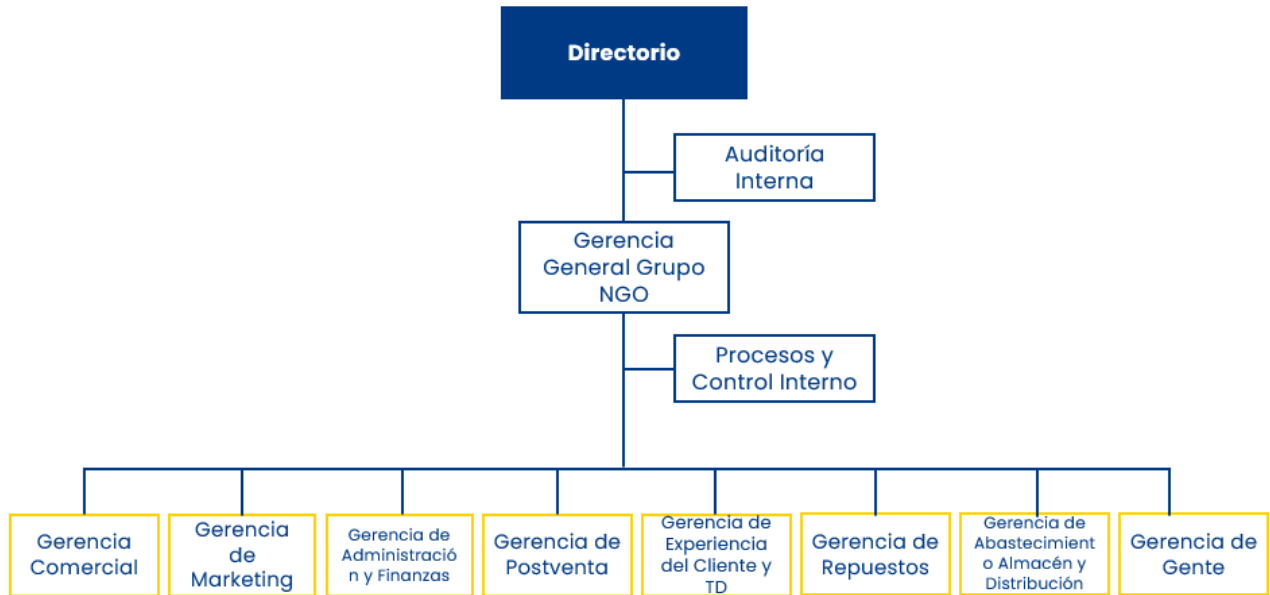 Directorio
Auditoría
Interna
Gerencia
General Grupo
NGO
Procesos y
Control Interno
Gerencia
Comercial
Gerencia
de
Marketing
Gerencia de
Administració
n y Finanzas
Gerencia de
Postventa
Gerencia de
Experiencia
del Cliente y
TD
Gerencia de
Repuestos
Gerencia de
Abastecimient
o Almacén y
Distribución
Gerencia de
Gente